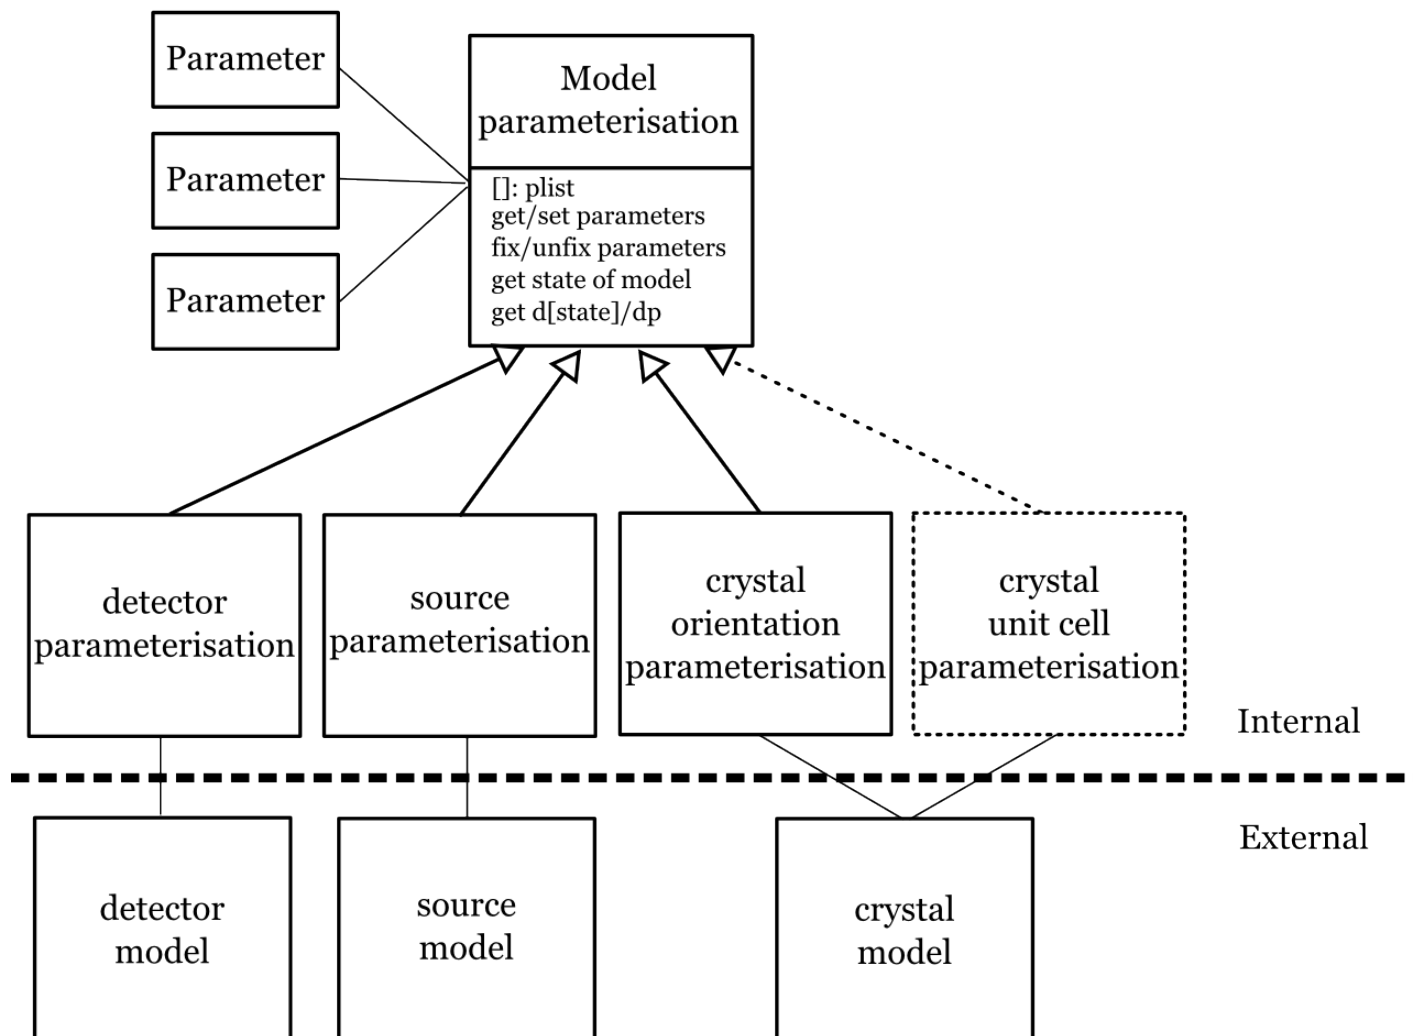 Parameter
Parameter
Parameter
Model
parameterisation
[]: plist
get/set parameters
fix/unfix parameters
get state of model
get d[state]/dp
detector
parameterisation
source
parameterisation
crystal
orientation
parameterisation
crystal
unit cell
parameterisation
Internal
External
detector
model
source
model
crystal
model